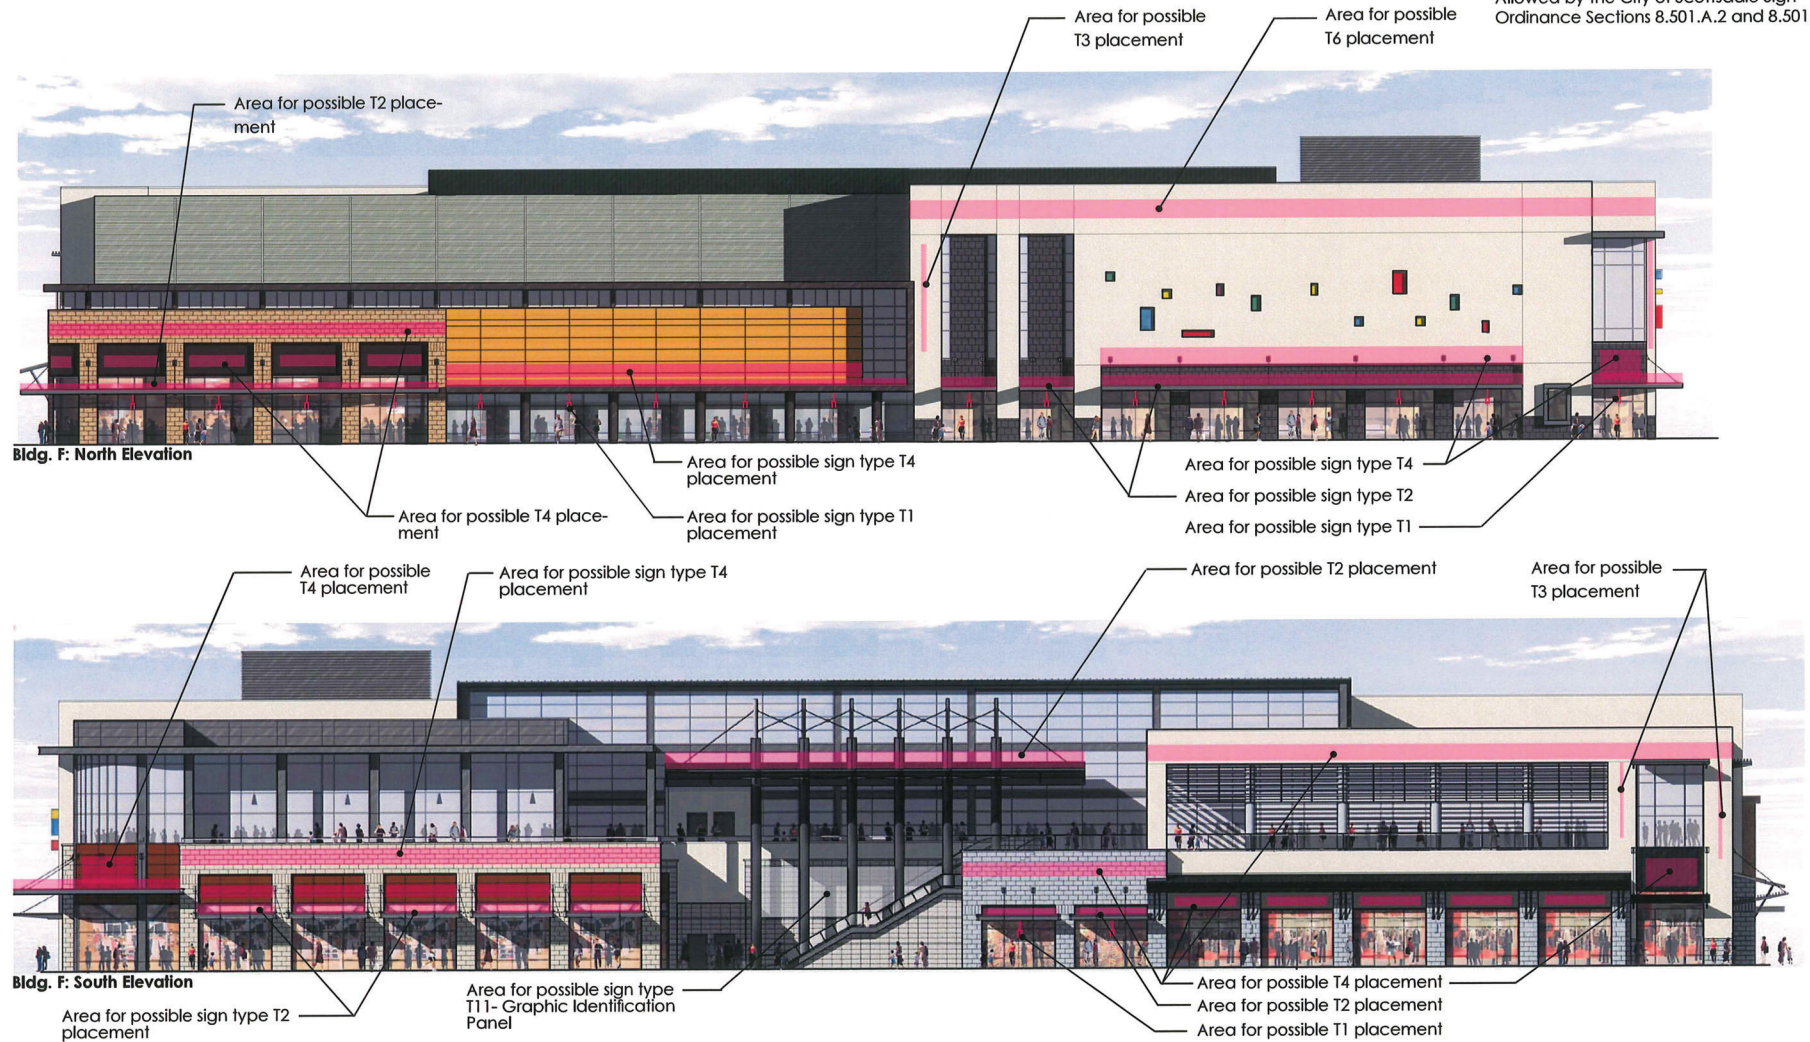 Ordinance Sections 8.501.A.2 and 8.501
Area for possible
T3 placement
Area for possible
T6 placement
Area for possible T2 place-
ment
Bldg. F: North Elevation
Area for possible T4 place-
ment
Area for possible sign type T4
placement
Area for possible sign type T1
placement
Area for possible sign type T4
Area for possible sign type T2
Area for possible sign type T1
Area for possible
T4 placement
Area for possible sign type T4
placement
Area for possible T2 placement
Area for possible
T3 placement
Bldg. F: South Elevation
Area for possible sign type T2
placement
Area for possible sign type
T11- Graphic Identification
Panel
Area for possible T4 placement
Area for possible T2 placement
Area for possible T1 placement